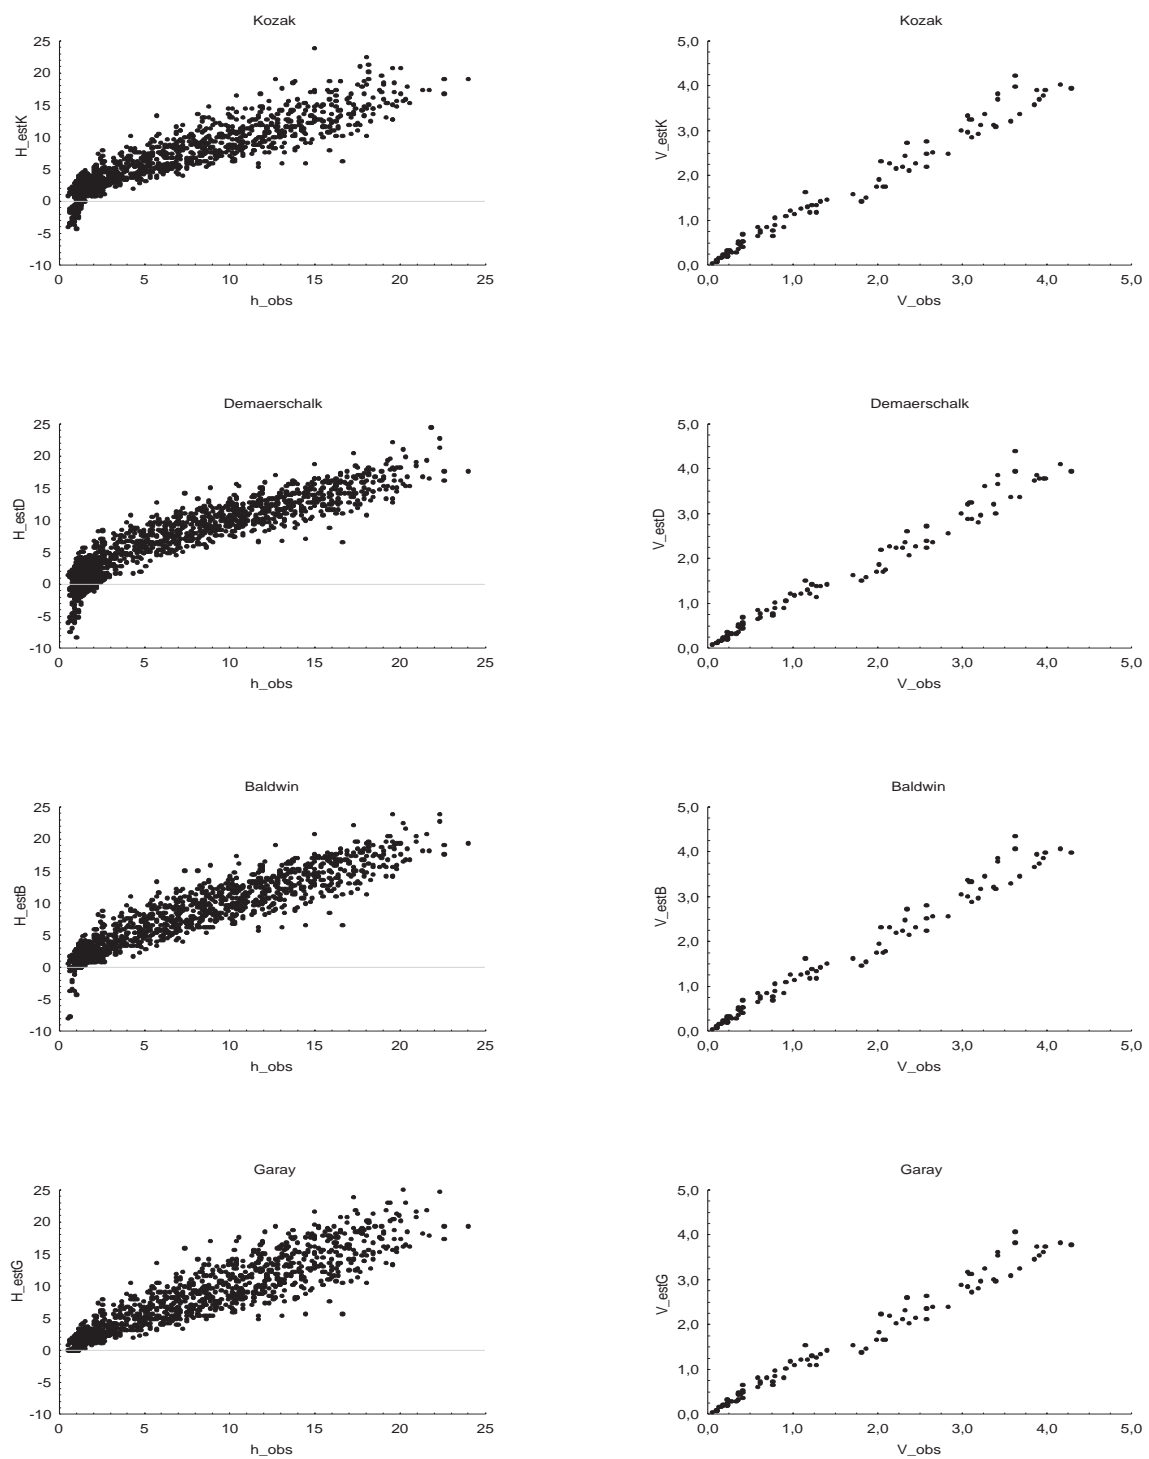 Kozak
25
20
15
10
5
0
-5
-10
H_estK
0 5 10 15 20 25
h_obs
Kozak
5,0
4,0
3,0
2,0
1,0
0,0
V_estK
0,0 1,0 2,0 3,0 4,0 5,0
V_obs
Demaerschalk
25
20
15
10
5
0
-5
-10
H_estD
0 5 10 15 20 25
h_obs
Demaerschalk
5,0
4,0
3,0
2,0
1,0
0,0
V_estD
0,0 1,0 2,0 3,0 4,0 5,0
V_obs
Baldwin
25
20
15
10
5
0
-5
-10
H_estB
0 5 10 15 20 25
h_obs
Baldwin
5,0
4,0
3,0
2,0
1,0
0,0
V_estB
0,0 1,0 2,0 3,0 4,0 5,0
V_obs
Garay
25
20
15
10
5
0
-5
-10
H_estG
0 5 10 15 20 25
h_obs
Garay
5,0
4,0
3,0
2,0
1,0
0,0
V_estG
0,0 1,0 2,0 3,0 4,0 5,0
V_obs